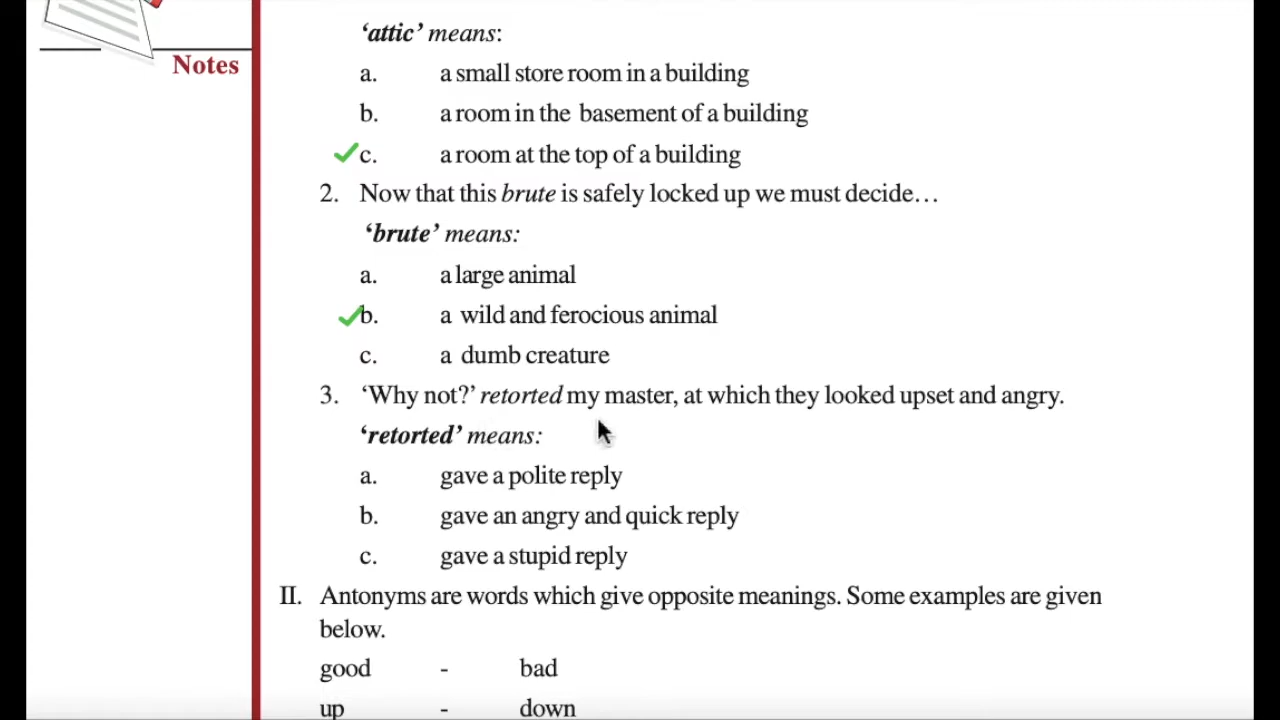 Notes
‘attic’ means:
a. a small store room in a building
b. a room in the basement of a building
c. a room at the top of a building
2. Now that this brute is safely locked up we must decide…
‘brute’ means:
a. a large animal
b. a wild and ferocious animal
c. a dumb creature
3. ‘Why not?’ retorted my master, at which they looked upset and angry.
‘retorted’ means:
a. gave a polite reply
b. gave an angry and quick reply
c. gave a stupid reply
II. Antonyms are words which give opposite meanings. Some examples are given
below.
good - bad
up - down